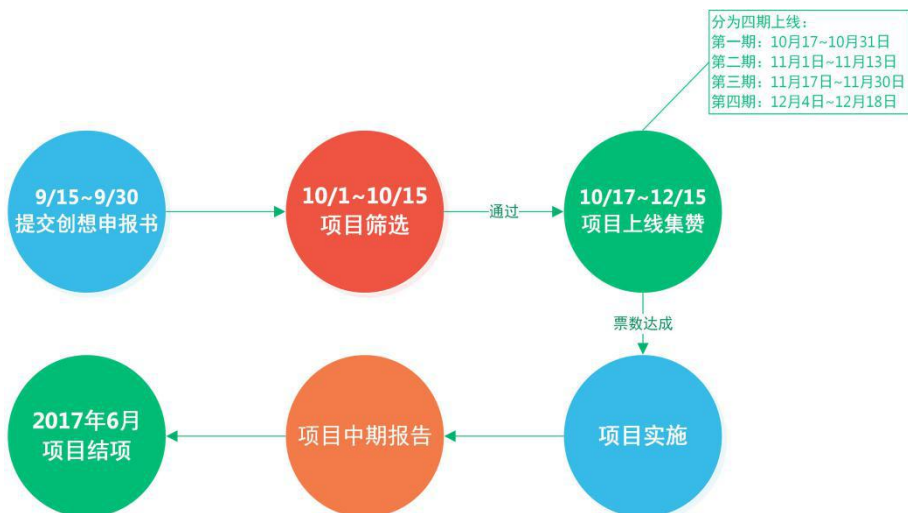 分为四期上线：
第一期：10月17~10月31日
第二期：11月1日~11月13日
第三期：11月17日~11月30日
第四期：12月4日~12月18日
9/15~9/30
提交创想申报书
10/1~10/15
项目筛选
通过
10/17~12/15
项目上线集赞
票数达成
2017年6月
项目结项
项目中期报告
项目实施